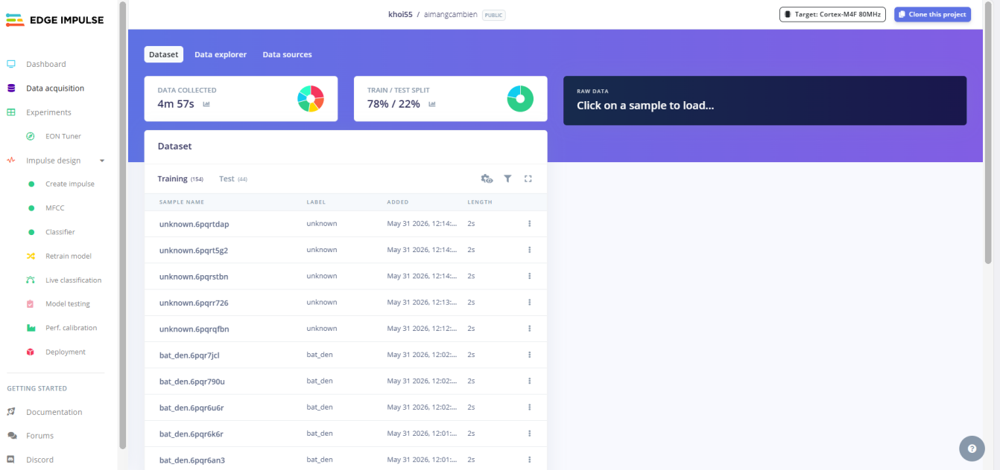 EDGE IMPULSE
khoi55 / aimangcambien PUBLIC
Target: Cortex-M4F 80MHz
Clone this project
Dashboard
Data acquisition
Experiments
EON Tuner
Impulse design
Create impulse
MFCC
Classifier
Retrain model
Live classification
Model testing
Perf. calibration
Deployment
GETTING STARTED
Documentation
Forums
Discord
Dataset Data explorer Data sources
DATA COLLECTED
4m 57s
TRAIN / TEST SPLIT
78% / 22%
RAW DATA
Click on a sample to load...
Dataset
Training (154) Test (44)
SAMPLE NAME LABEL ADDED LENGTH
unknown.6pqrtdap unknown May 31 2026, 12:14:... 2s
unknown.6pqrt5g2 unknown May 31 2026, 12:14:... 2s
unknown.6pqrstbn unknown May 31 2026, 12:14:... 2s
unknown.6pqrr726 unknown May 31 2026, 12:13:... 2s
unknown.6pqrqfbn unknown May 31 2026, 12:12:... 2s
bat_den.6pqr7jcl bat_den May 31 2026, 12:02:... 2s
bat_den.6pqr790u bat_den May 31 2026, 12:02:... 2s
bat_den.6pqr6u6r bat_den May 31 2026, 12:02:... 2s
bat_den.6pqr6k6r bat_den May 31 2026, 12:01:... 2s
bat_den.6pqr6an3 bat_den May 31 2026, 12:01:... 2s